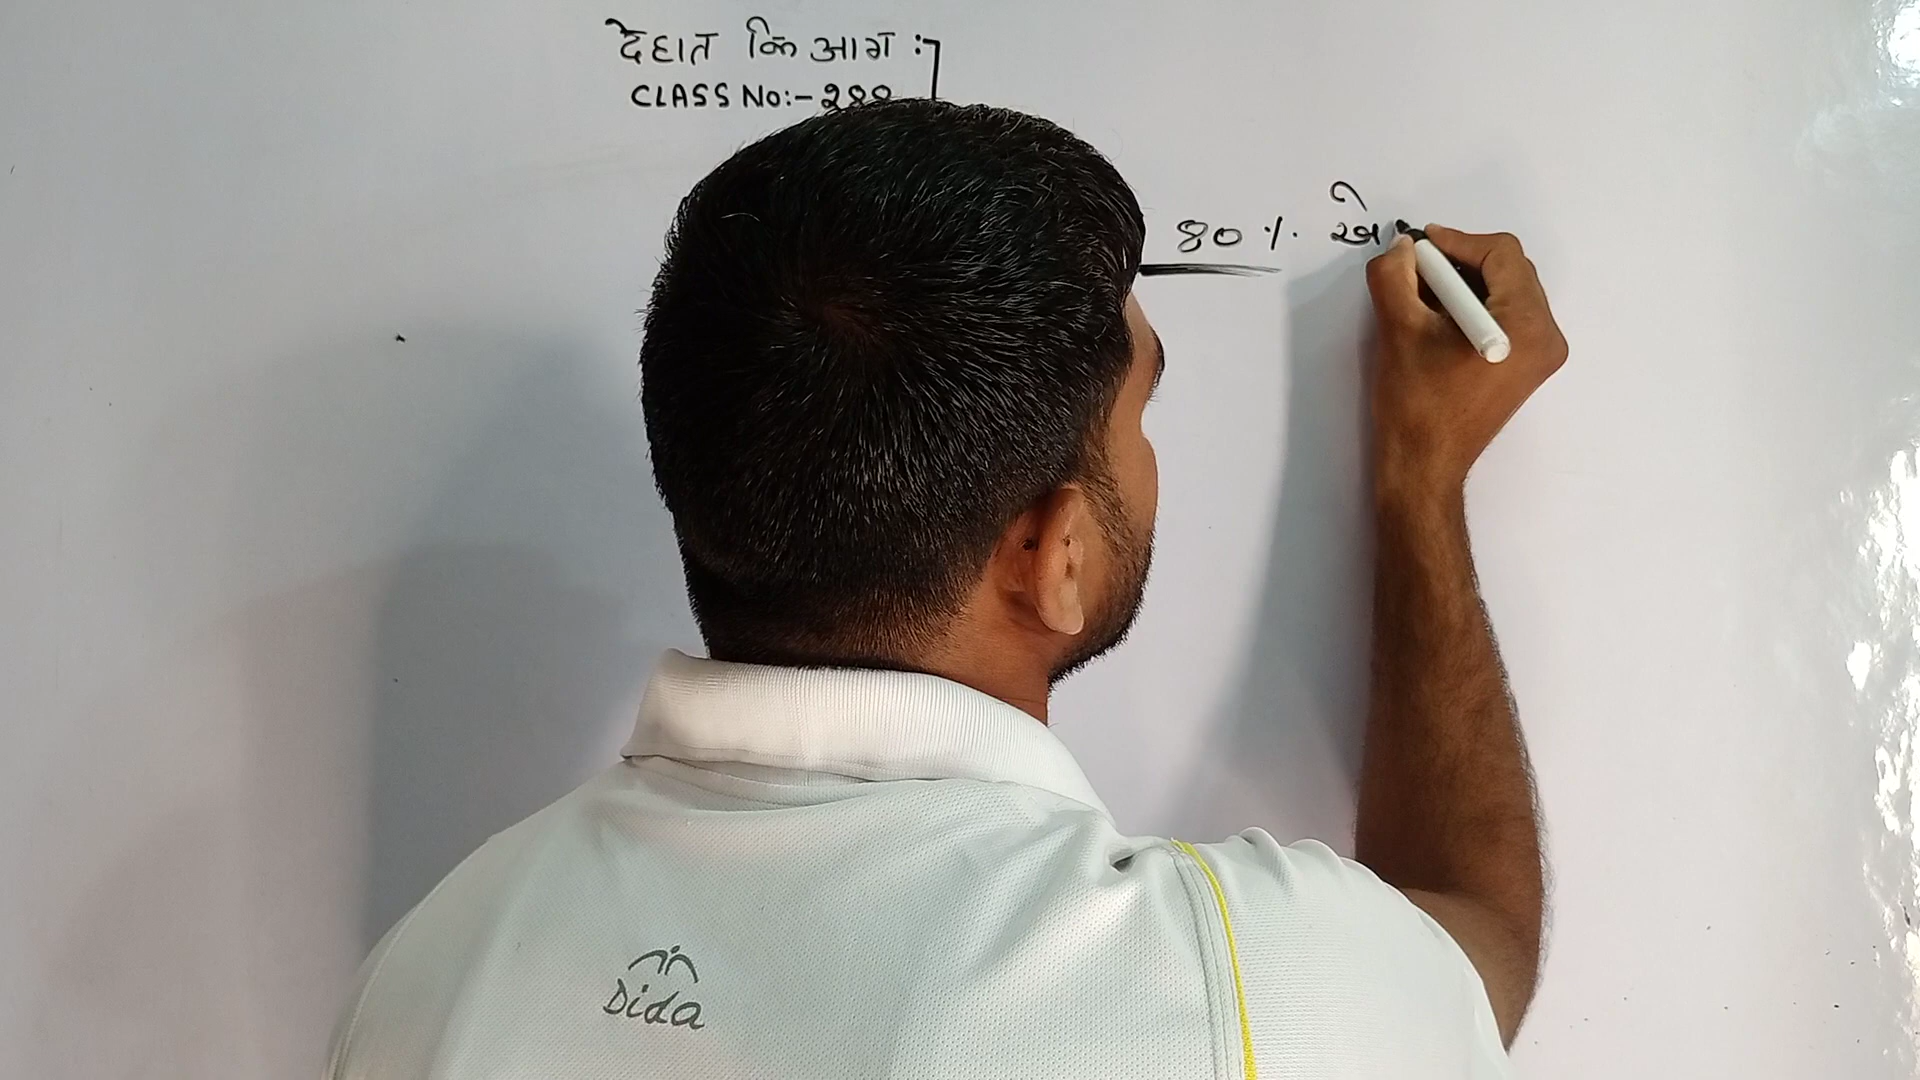 देहात कि आग :-
CLASS No:-
80 %.
Dida